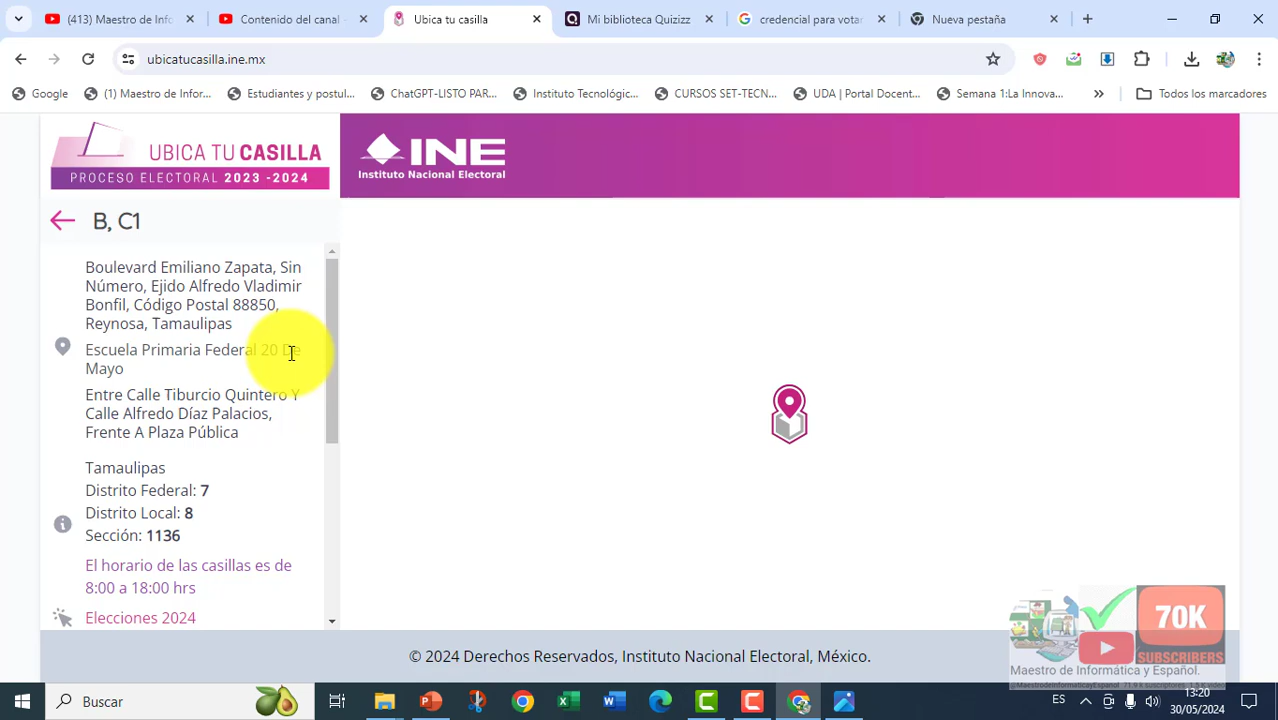 (413) Maestro de Info
Contenido del canal -
Ubica tu casilla
Mi biblioteca Quizizz
credencial para votar
Nueva pestaña
ubicatucasilla.ine.mx
Google
(1) Maestro de Infor...
Estudiantes y postul...
ChatGPT-LISTO PAR...
Instituto Tecnológic...
CURSOS SET-TECN...
UDA | Portal Docent...
Semana 1:La Innova...
»
Todos los marcadores
UBICA TU CASILLA
PROCESO ELECTORAL 2023 -2024
INE
Instituto Nacional Electoral
B, C1
Boulevard Emiliano Zapata, Sin
Número, Ejido Alfredo Vladimir
Bonfil, Código Postal 88850,
Reynosa, Tamaulipas
Escuela Primaria Federal 20 De
Mayo
Entre Calle Tiburcio Quintero Y
Calle Alfredo Díaz Palacios,
Frente A Plaza Pública
Tamaulipas
Distrito Federal: 7
Distrito Local: 8
Sección: 1136
El horario de las casillas es de
8:00 a 18:00 hrs
Elecciones 2024
© 2024 Derechos Reservados, Instituto Nacional Electoral, México.
70K
SUBSCRIBERS
Maestro de Informática y Español.
Buscar
ES
13:20
30/05/2024